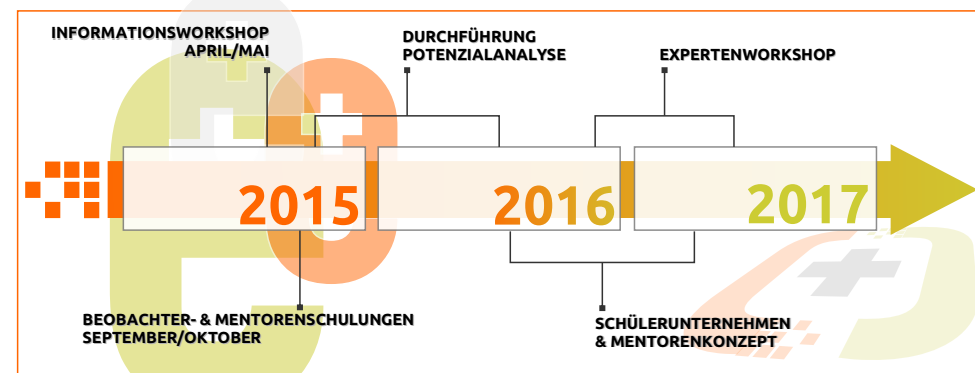 INFORMATIONSWORKSHOP
APRIL/MAI
DURCHFÜHRUNG
POTENZIALANALYSE
EXPERTENWORKSHOP
2015
2016
2017
BEOBACHTER- & MENTORENSCHULUNGEN
SEPTEMBER/OKTOBER
SCHÜLERUNTERNEHMEN
& MENTORENKONZEPT